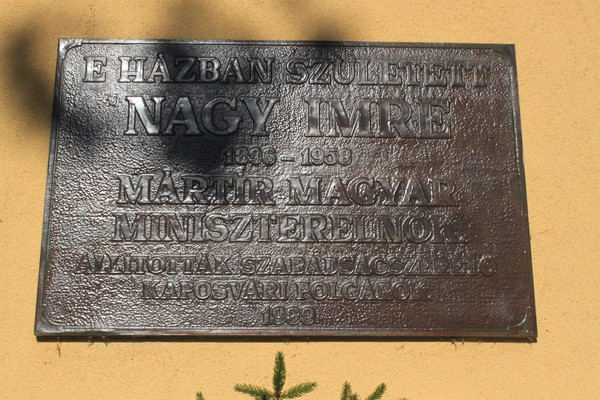 E HÁZBAN SZÜLETETT
NAGY IMRE
1896 – 1958
MÁRTÍR MAGYAR
MINISZTERELNÖK.
ÁLLÍTOTTÁK SZABADSÁGSZERETŐ
KAPOSVÁRI POLGÁROK
1989